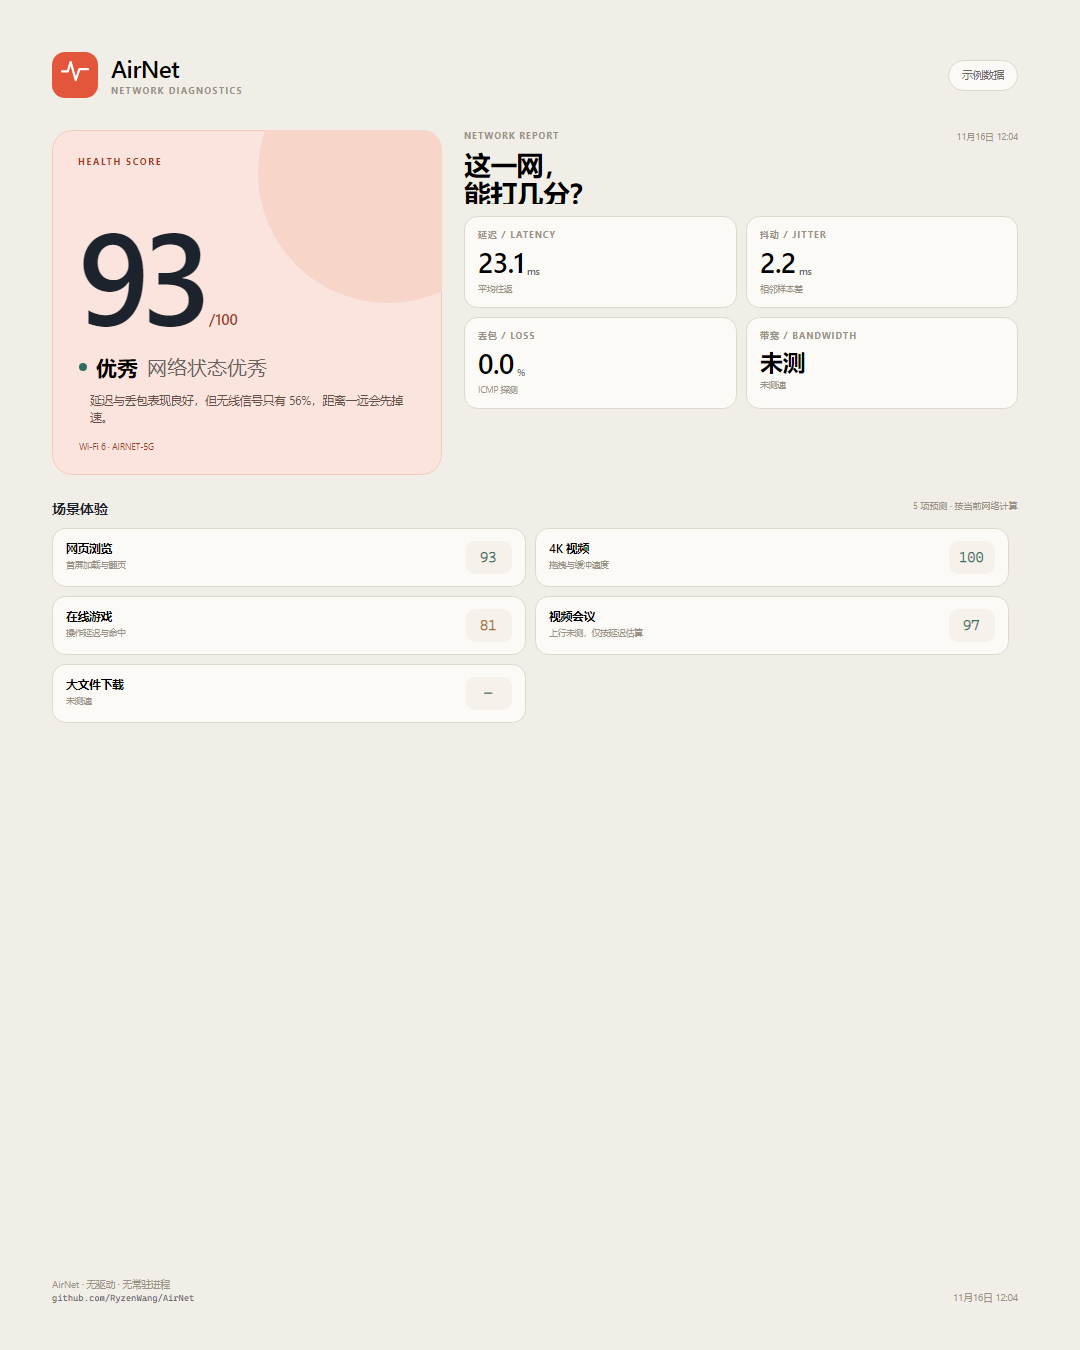 AirNet
NETWORK DIAGNOSTICS
示例数据
HEALTH SCORE
93/100
优秀 网络状态优秀
延迟与丢包表现良好，但无线信号只有 56%，距离一远会先掉
速。
Wi-Fi 6 · AIRNET-5G
NETWORK REPORT
11月16日 12:04
这一网，
能打几分？
延迟 / LATENCY
23.1 ms
平均往返
抖动 / JITTER
2.2 ms
相邻样本差
丢包 / LOSS
0.0 %
ICMP 探测
带宽 / BANDWIDTH
未测
未测速
场景体验
5 项预测 · 按当前网络计算
网页浏览
首屏加载与翻页
93
4K 视频
拖拽与缓冲速度
100
在线游戏
操作延迟与命中
81
视频会议
上行未测，仅按延迟估算
97
大文件下载
未测速
—
AirNet · 无驱动 · 无常驻进程
github.com/RyzenWang/AirNet
11月16日 12:04